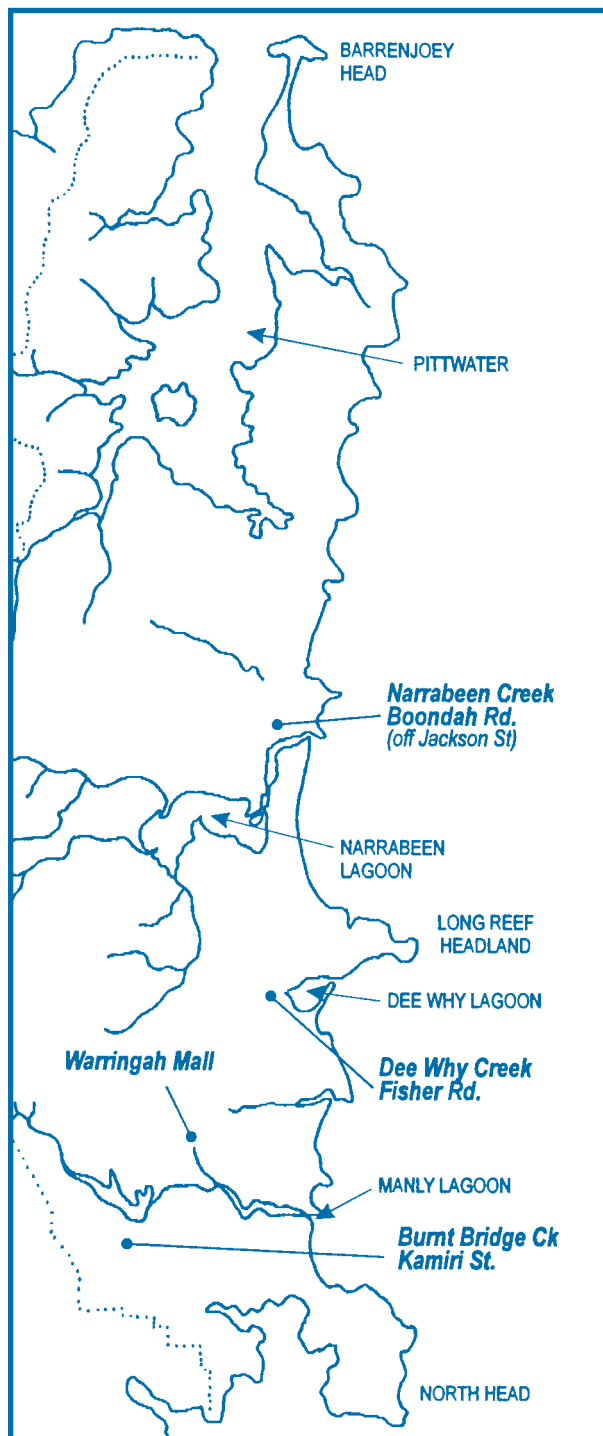 BARRENJOEY
HEAD
PITTWATER
Narrabeen Creek
Boondah Rd.
(off Jackson St)
NARRABEEN
LAGOON
LONG REEF
HEADLAND
DEE WHY LAGOON
Warringah Mall
Dee Why Creek
Fisher Rd.
MANLY LAGOON
Burnt Bridge Ck
Kamiri St.
NORTH HEAD